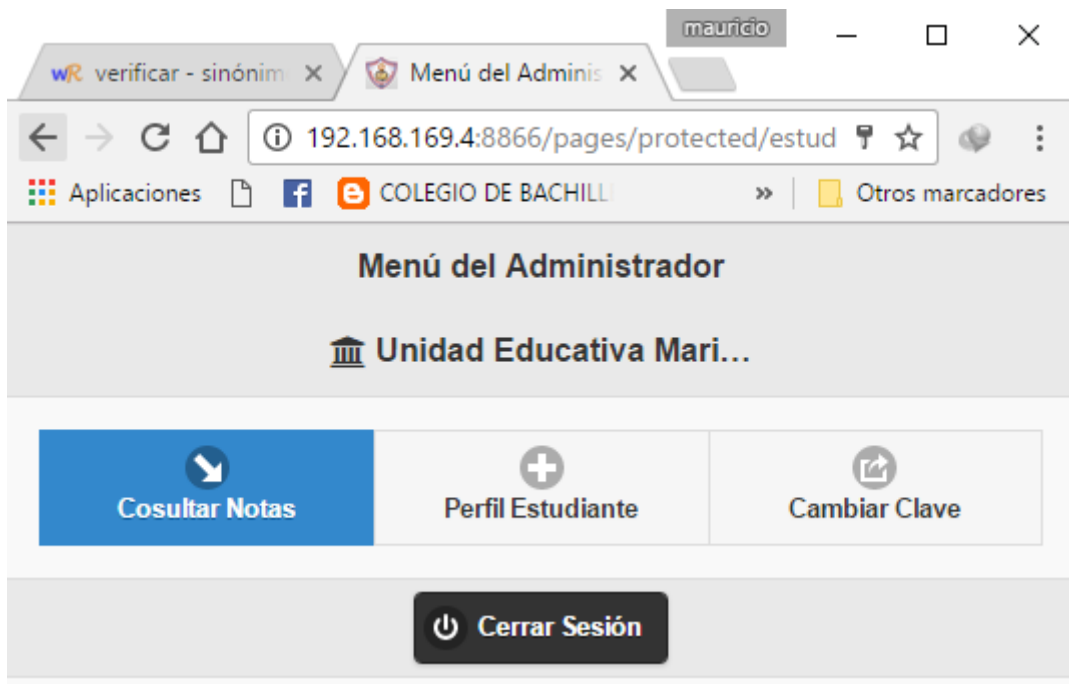 mauricio
wR verificar - sinónim
Menú del Adminis
192.168.169.4:8866/pages/protected/estud
Aplicaciones
COLEGIO DE BACHILL
»
Otros marcadores
Menú del Administrador
Unidad Educativa Mari...
Cosultar Notas
Perfil Estudiante
Cambiar Clave
Cerrar Sesión